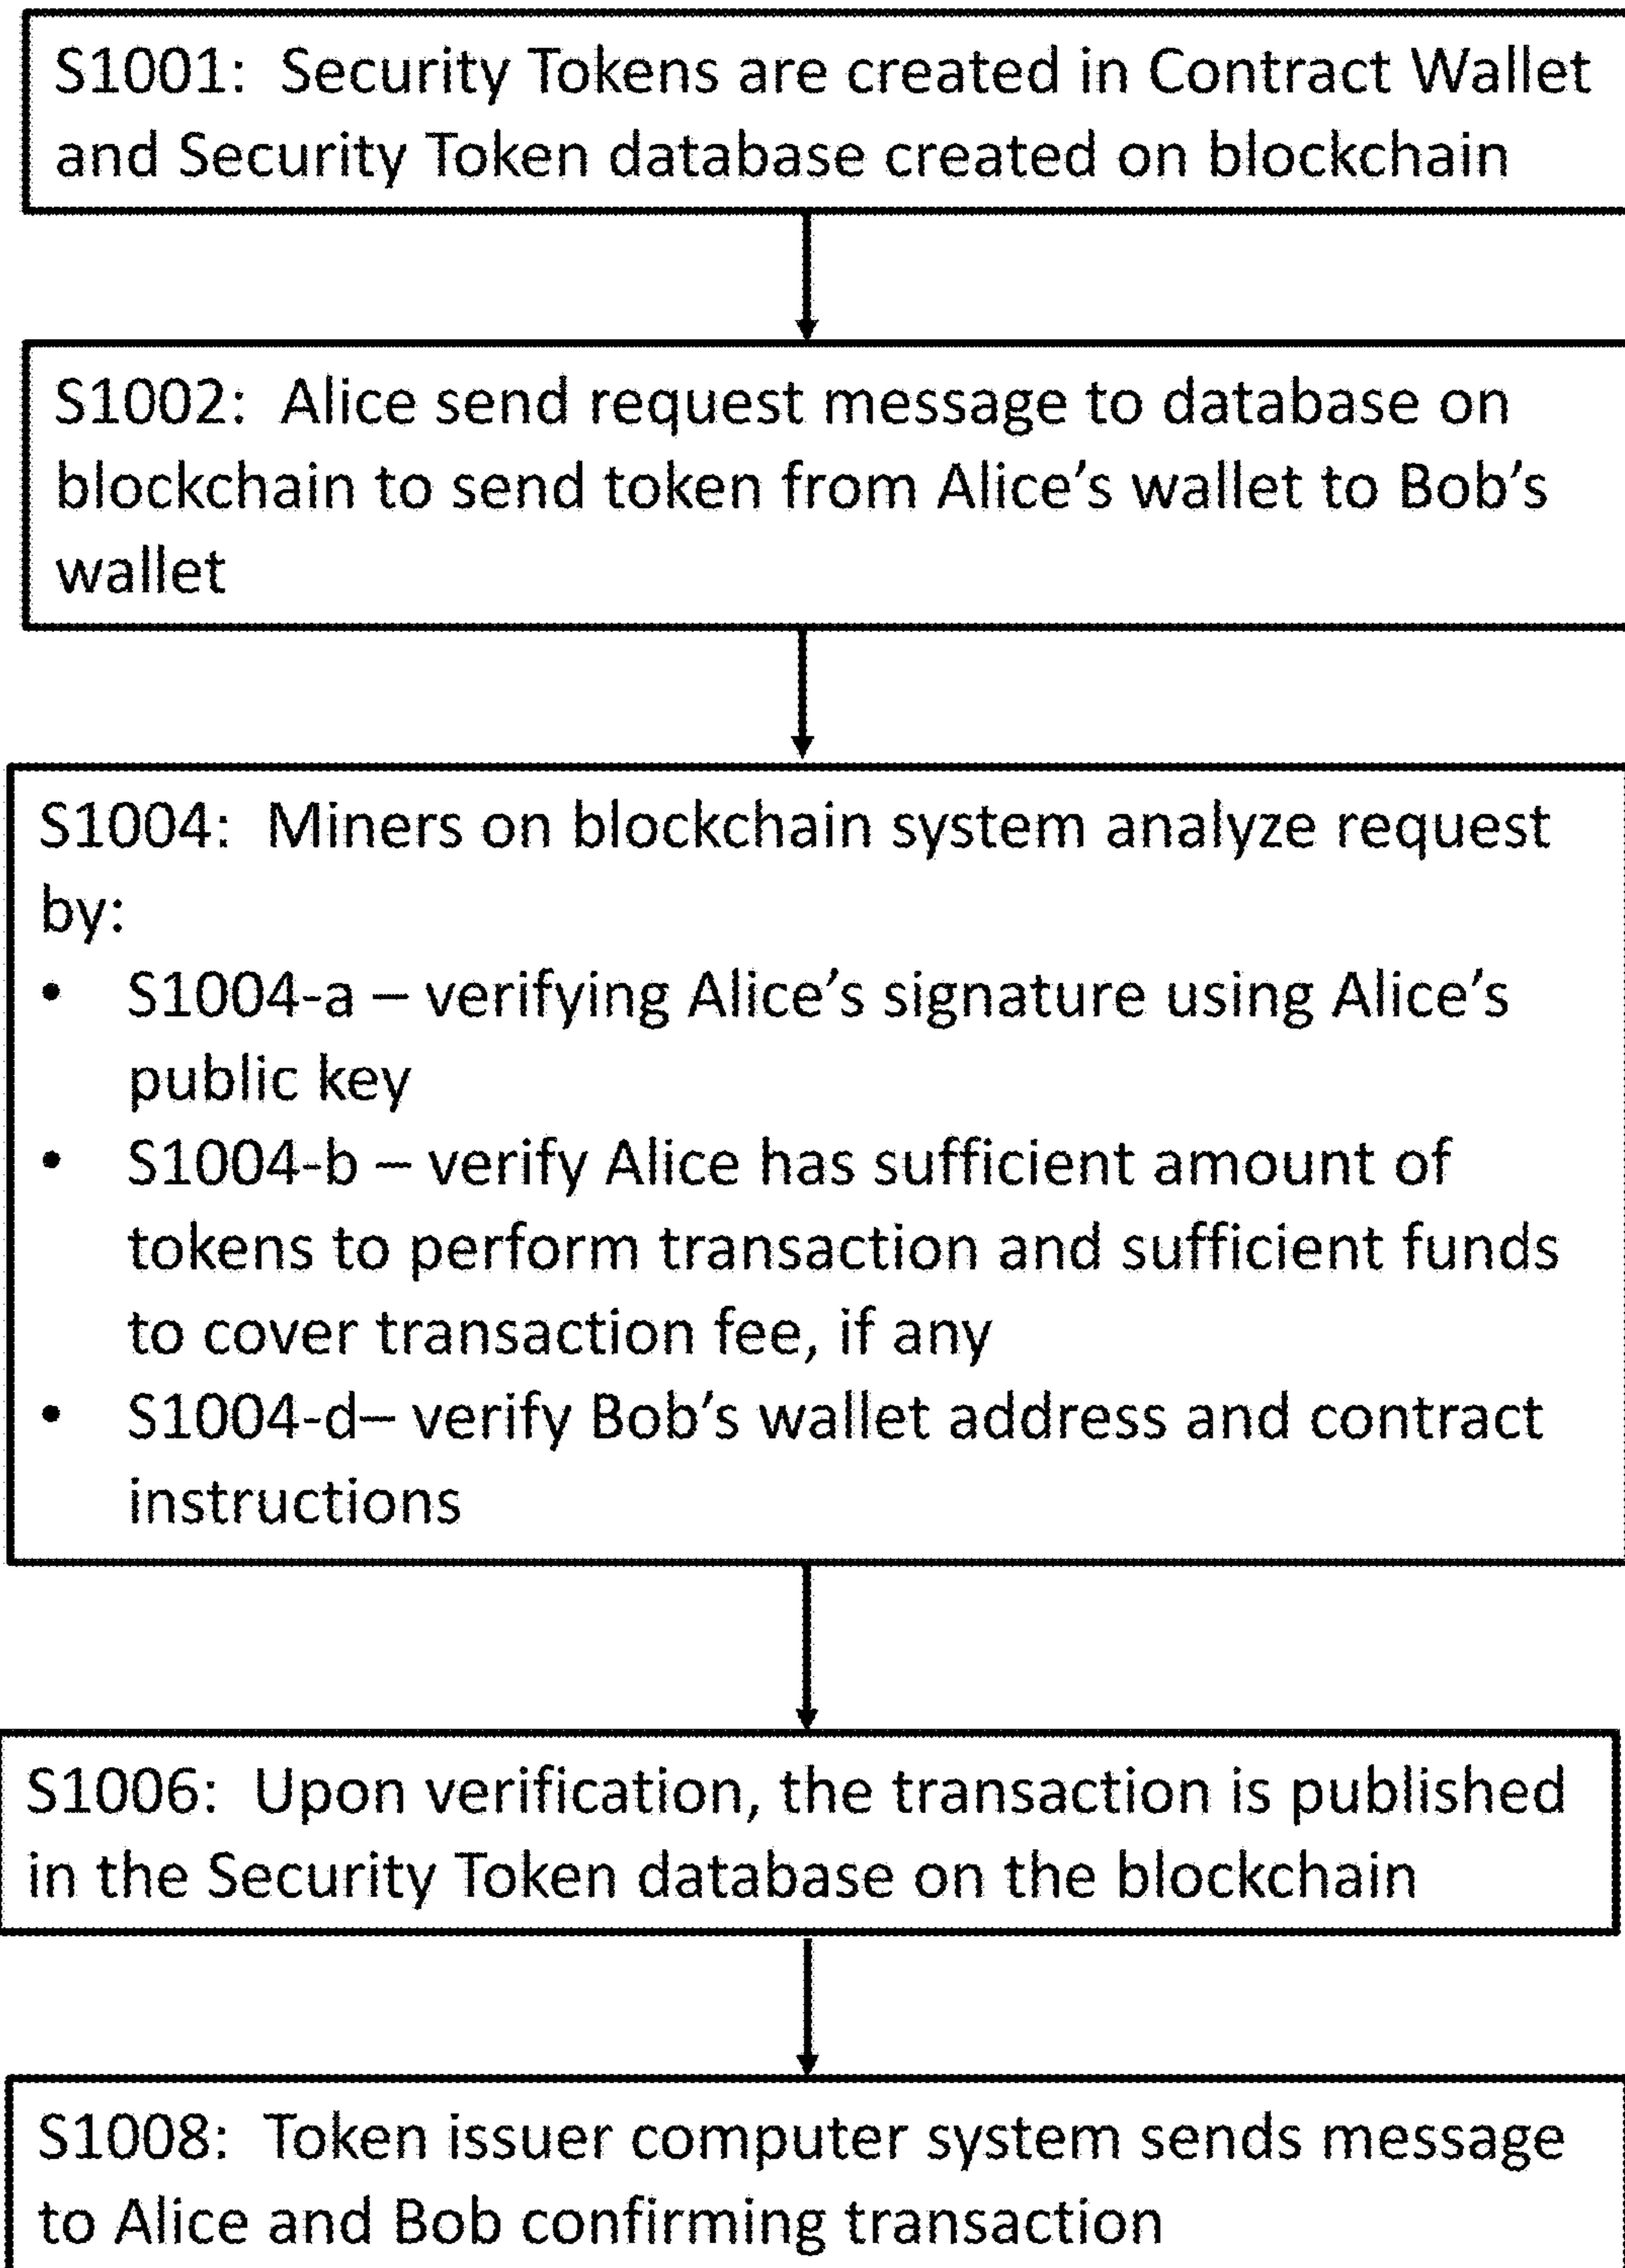 S1001: Security Tokens are created in Contract Wallet
and Security Token database created on blockchain
S1002: Alice send request message to database on
blockchain to send token from Alice’s wallet to Bob’s
wallet
S1004: Miners on blockchain system analyze request
by:
• S1004-a – verifying Alice’s signature using Alice’s
public key
• S1004-b – verify Alice has sufficient amount of
tokens to perform transaction and sufficient funds
to cover transaction fee, if any
• S1004-d– verify Bob’s wallet address and contract
instructions
S1006: Upon verification, the transaction is published
in the Security Token database on the blockchain
S1008: Token issuer computer system sends message
to Alice and Bob confirming transaction